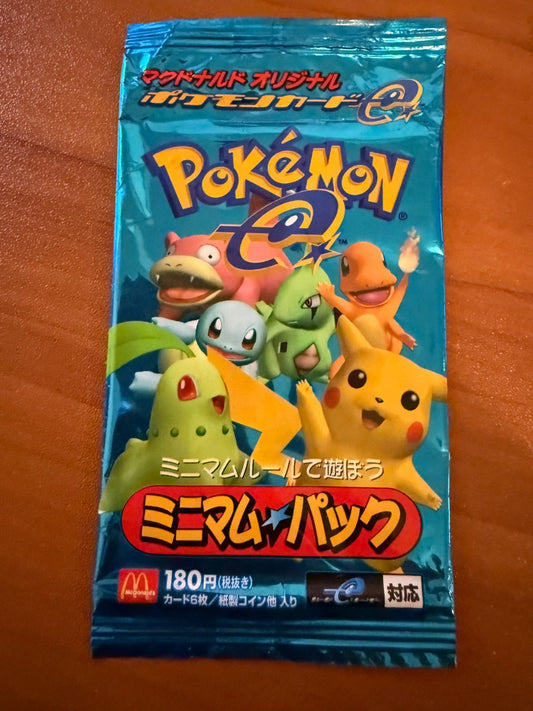 マクドナルド オリジナル
ポケモンカードe
POKéMON
®
e
TM
ミニマムルールで遊ぼう
ミニマム★パック
McDonald's
180円(税抜き)
カード6枚/紙製コイン他 入り
対応